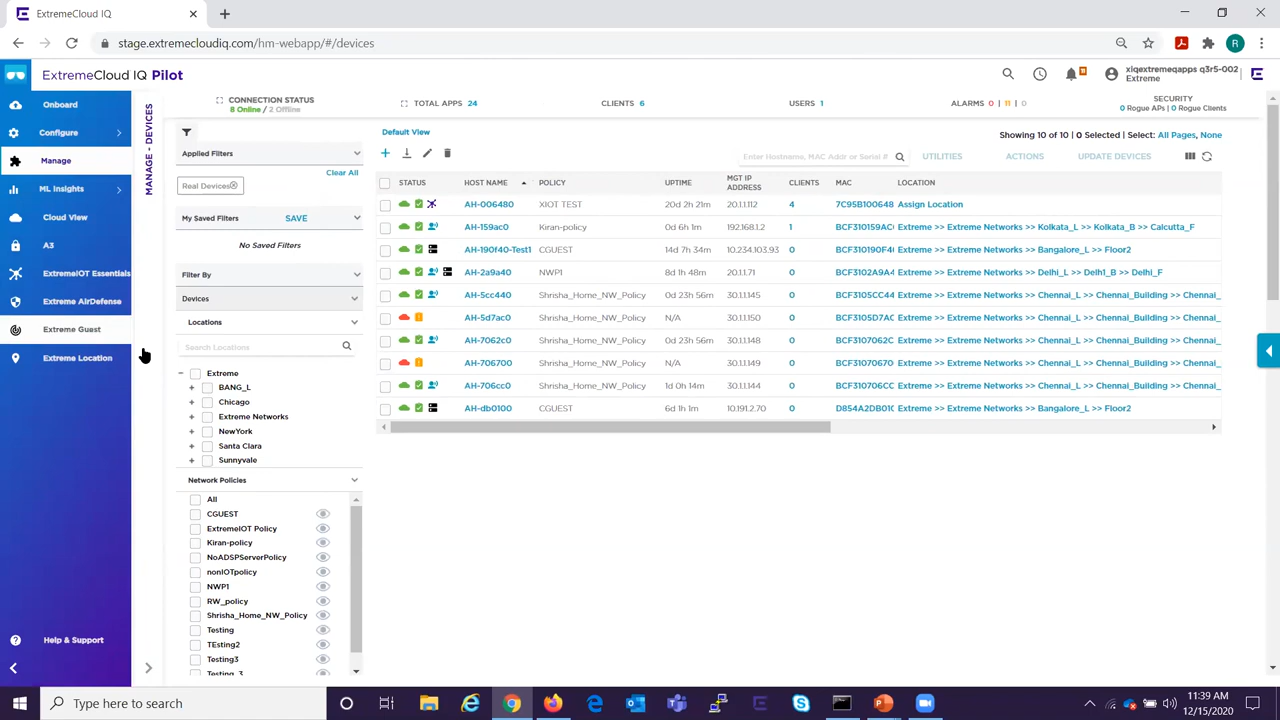 ExtremeCloud IQ
stage.extremecloudiq.com/hm-webapp/#/devices
R
ExtremeCloud IQ Pilot
xiqextremeqapps q3r5-002
Extreme
Onboard
Configure
Manage
ML Insights
Cloud View
A3
ExtremeIOT Essentials
Extreme AirDefense
Extreme Guest
Extreme Location
Help & Support
MANAGE - DEVICES
CONNECTION STATUS
8 Online / 2 Offline
TOTAL APPS 24
CLIENTS 6
USERS 1
ALARMS 0 | 11 | 0
SECURITY
0 Rogue APs | 0 Rogue Clients
Applied Filters
Clear All
Real Devices
My Saved Filters SAVE
No Saved Filters
Filter By
Devices
Locations
Search Locations
Extreme
BANG_L
Chicago
Extreme Networks
NewYork
Santa Clara
Sunnyvale
Network Policies
All
CGUEST
ExtremeIOT Policy
Kiran-policy
NoADSPServerPolicy
nonIOTpolicy
NWP1
RW_policy
Shrisha_Home_NW_Policy
Testing
TEsting2
Testing3
Testing_3
Default View
Showing 10 of 10 | 0 Selected | Select: All Pages, None
Enter Hostname, MAC Addr or Serial #
UTILITIES ACTIONS UPDATE DEVICES
STATUS HOST NAME POLICY UPTIME MGT IP ADDRESS CLIENTS MAC LOCATION
AH-006480 XIOT TEST 20d 2h 21m 20.1.1.112 4 7C95B100648 Assign Location
AH-159ac0 Kiran-policy 0d 6h 1m 192.168.1.2 1 BCF310159AC Extreme >> Extreme Networks >> Kolkata_L >> Kolkata_B >> Calcutta_F
AH-190f40-Test1 CGUEST 14d 7h 34m 10.234.103.93 0 BCF310190F4 Extreme >> Extreme Networks >> Bangalore_L >> Floor2
AH-2a9a40 NWP1 8d 1h 48m 20.1.1.71 0 BCF3102A9A4 Extreme >> Extreme Networks >> Delhi_L >> Delh1_B >> Delhi_F
AH-5cc440 Shrisha_Home_NW_Policy 0d 23h 56m 30.1.1.145 0 BCF3105CC44 Extreme >> Extreme Networks >> Chennai_L >> Chennai_Building >> Chennai_
AH-5d7ac0 Shrisha_Home_NW_Policy N/A 30.1.1.150 0 BCF3105D7AC Extreme >> Extreme Networks >> Chennai_L >> Chennai_Building >> Chennai_
AH-7062c0 Shrisha_Home_NW_Policy 0d 23h 56m 30.1.1.148 0 BCF3107062C Extreme >> Extreme Networks >> Chennai_L >> Chennai_Building >> Chennai_
AH-706700 Shrisha_Home_NW_Policy N/A 30.1.1.149 0 BCF31070670 Extreme >> Extreme Networks >> Chennai_L >> Chennai_Building >> Chennai_
AH-706cc0 Shrisha_Home_NW_Policy 1d 0h 14m 30.1.1.144 0 BCF310706CC Extreme >> Extreme Networks >> Chennai_L >> Chennai_Building >> Chennai_
AH-db0100 CGUEST 6d 1h 1m 10.191.2.70 0 D854A2DB010 Extreme >> Extreme Networks >> Bangalore_L >> Floor2
Type here to search
11:39 AM
12/15/2020